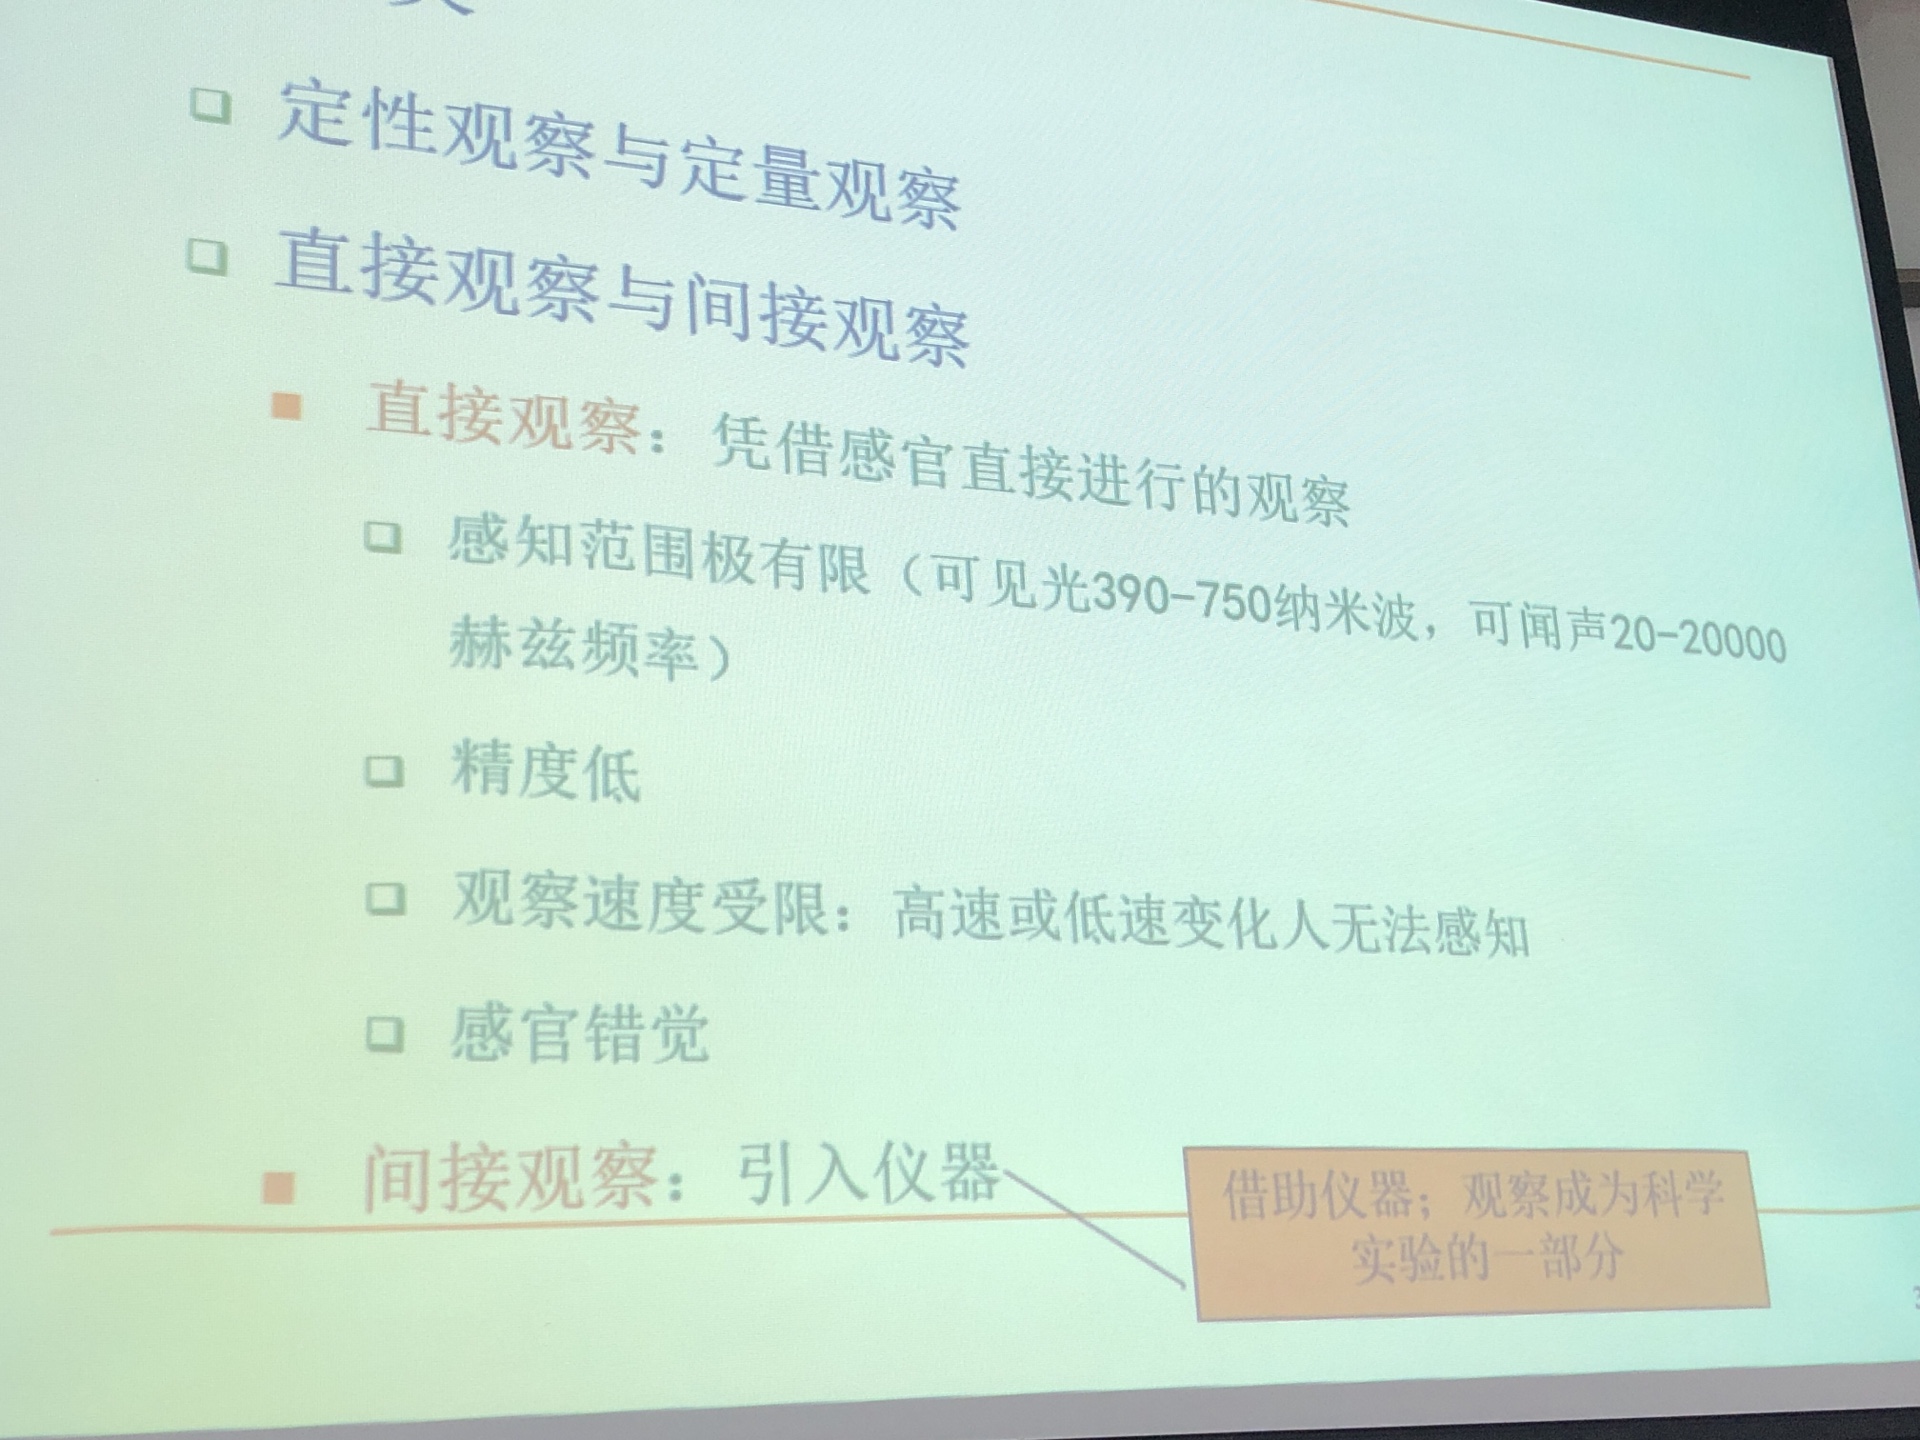 定性观察与定量观察
直接观察与间接观察
直接观察：凭借感官直接进行的观察
感知范围极有限（可见光390-750纳米波，可闻声20-20000
赫兹频率）
精度低
观察速度受限：高速或低速变化人无法感知
感官错觉
间接观察：引入仪器
借助仪器；观察成为科学
实验的一部分